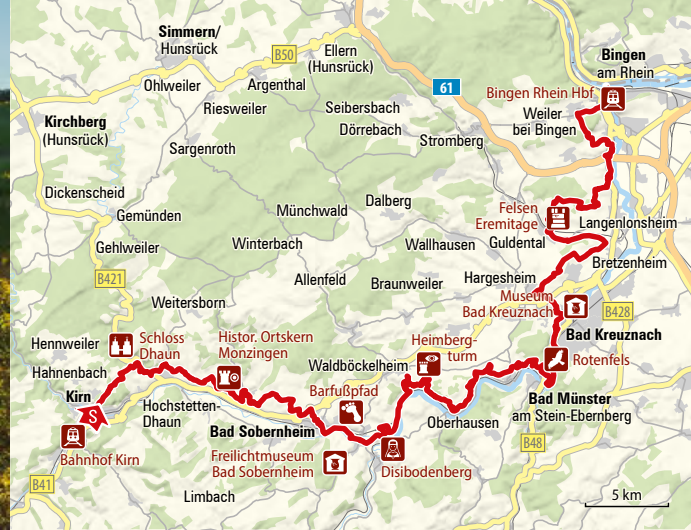 Simmern/
Hunsrück
B50
Ellern
(Hunsrück)
Bingen
am Rhein
Ohlweiler
Argenthal
61
Bingen Rhein Hbf
Riesweiler
Seibersbach
Weiler
bei Bingen
Kirchberg
(Hunsrück)
Dörrebach
Stromberg
Sargenroth
Dickenscheid
Gemünden
Münchwald
Dalberg
Felsen
Eremitage
Langenlonsheim
Gehlweiler
Winterbach
Wallhausen
Guldental
Bretzenheim
B421
Allenfeld
Braunweiler
Hargesheim
Weitersborn
Museum
Bad Kreuznach
B428
Hennweiler
Schloss
Dhaun
Histor. Ortskern
Monzingen
Heimberg-
turm
Bad Kreuznach
Hahnenbach
Waldböckelheim
Rotenfels
Kirn
S
Barfußpfad
Hochstetten-
Dhaun
Bad Münster
am Stein-Ebernberg
Bad Sobernheim
Oberhausen
Bahnhof Kirn
Freilichtmuseum
Bad Sobernheim
Disibodenberg
B48
B41
Limbach
5 km